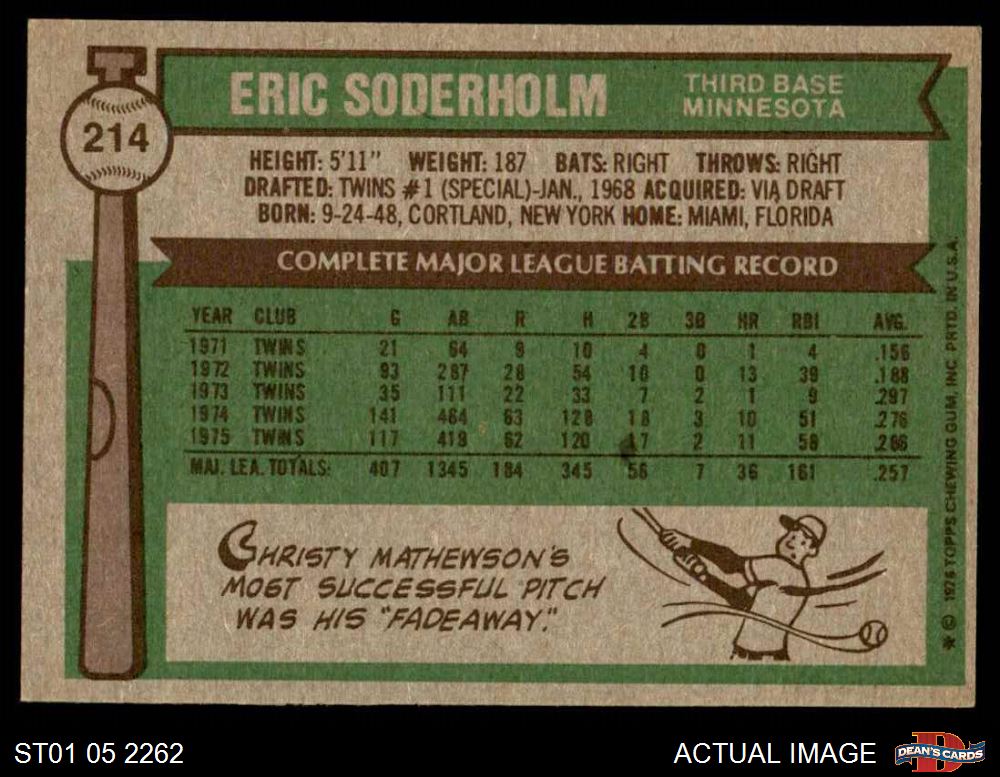 214
ERIC SODERHOLM
THIRD BASE
MINNESOTA
HEIGHT: 5'11" WEIGHT: 187 BATS: RIGHT THROWS: RIGHT
DRAFTED: TWINS #1 (SPECIAL)-JAN., 1968 ACQUIRED: VIA DRAFT
BORN: 9-24-48, CORTLAND, NEW YORK HOME: MIAMI, FLORIDA
COMPLETE MAJOR LEAGUE BATTING RECORD
YEAR CLUB G AB R H 2B 3B HR RBI AVG.
1971 TWINS 21 64 9 10 4 0 1 4 .156
1972 TWINS 93 287 28 54 10 0 13 39 .188
1973 TWINS 35 111 22 33 7 2 1 9 .297
1974 TWINS 141 464 63 128 18 3 10 51 .276
1975 TWINS 117 419 62 120 17 2 11 58 .286
MAJ. LEA. TOTALS: 407 1345 184 345 56 7 36 161 .257
CHRISTY MATHEWSON'S
MOST SUCCESSFUL PITCH
WAS HIS "FADEAWAY."
* © 1976 TOPPS CHEWING GUM, INC. PRTD. IN U.S.A.
ST01 05 2262
ACTUAL IMAGE
D
DEAN'S CARDS